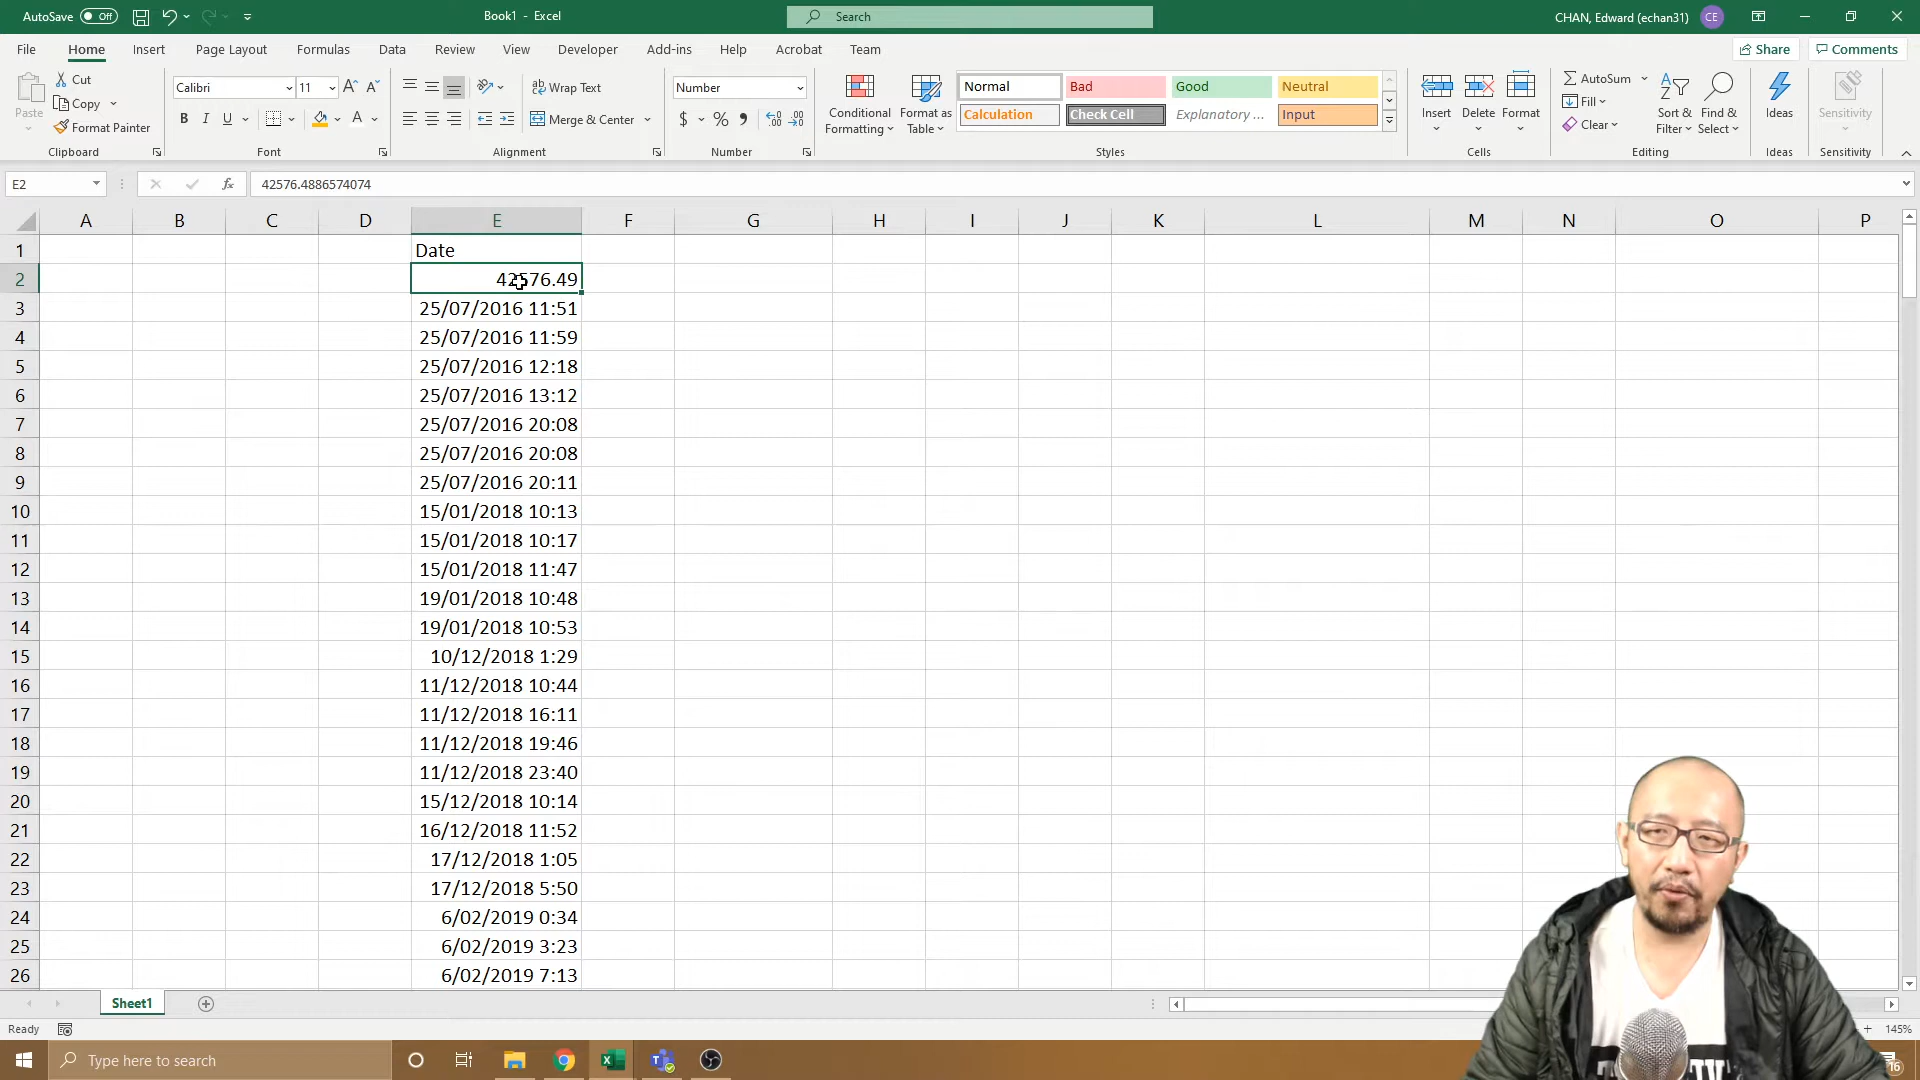 AutoSave Off Book1 - Excel Search CHAN, Edward (echan31) CE
File Home Insert Page Layout Formulas Data Review View Developer Add-ins Help Acrobat Team Share Comments
Paste Cut Copy Format Painter Clipboard
Calibri 11 B I U A Font
Wrap Text Merge & Center Alignment
Number $ % Number
Conditional Formatting Format as Table Normal Bad Good Neutral Calculation Check Cell Explanatory ... Input Styles
Insert Delete Format Cells
AutoSum Fill Clear Sort & Filter Find & Select Editing
Ideas Ideas
Sensitivity Sensitivity
E2 fx 42576.4886574074
A B C D E F G H I J K L M N O P
1 Date
2 42576.49
3 25/07/2016 11:51
4 25/07/2016 11:59
5 25/07/2016 12:18
6 25/07/2016 13:12
7 25/07/2016 20:08
8 25/07/2016 20:08
9 25/07/2016 20:11
10 15/01/2018 10:13
11 15/01/2018 10:17
12 15/01/2018 11:47
13 19/01/2018 10:48
14 19/01/2018 10:53
15 10/12/2018 1:29
16 11/12/2018 10:44
17 11/12/2018 16:11
18 11/12/2018 19:46
19 11/12/2018 23:40
20 15/12/2018 10:14
21 16/12/2018 11:52
22 17/12/2018 1:05
23 17/12/2018 5:50
24 6/02/2019 0:34
25 6/02/2019 3:23
26 6/02/2019 7:13
Sheet1
Ready 145%
Type here to search 16